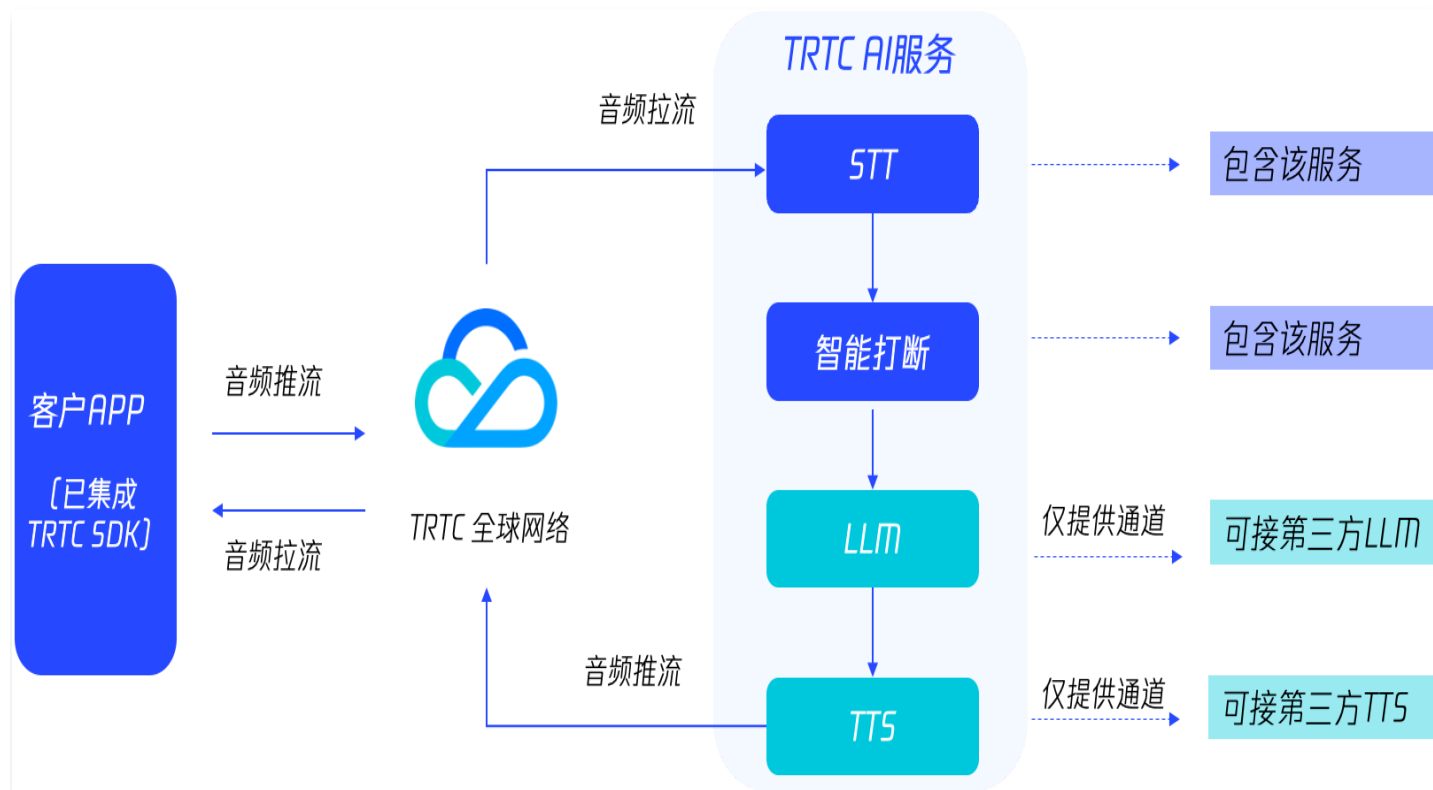 TRTC AI服务
音频拉流
STT
包含该服务
智能打断
包含该服务
客户APP
(已集成
TRTC SDK)
音频推流
音频拉流
TRTC 全球网络
LLM
仅提供通道
可接第三方LLM
音频推流
TTS
仅提供通道
可接第三方TTS